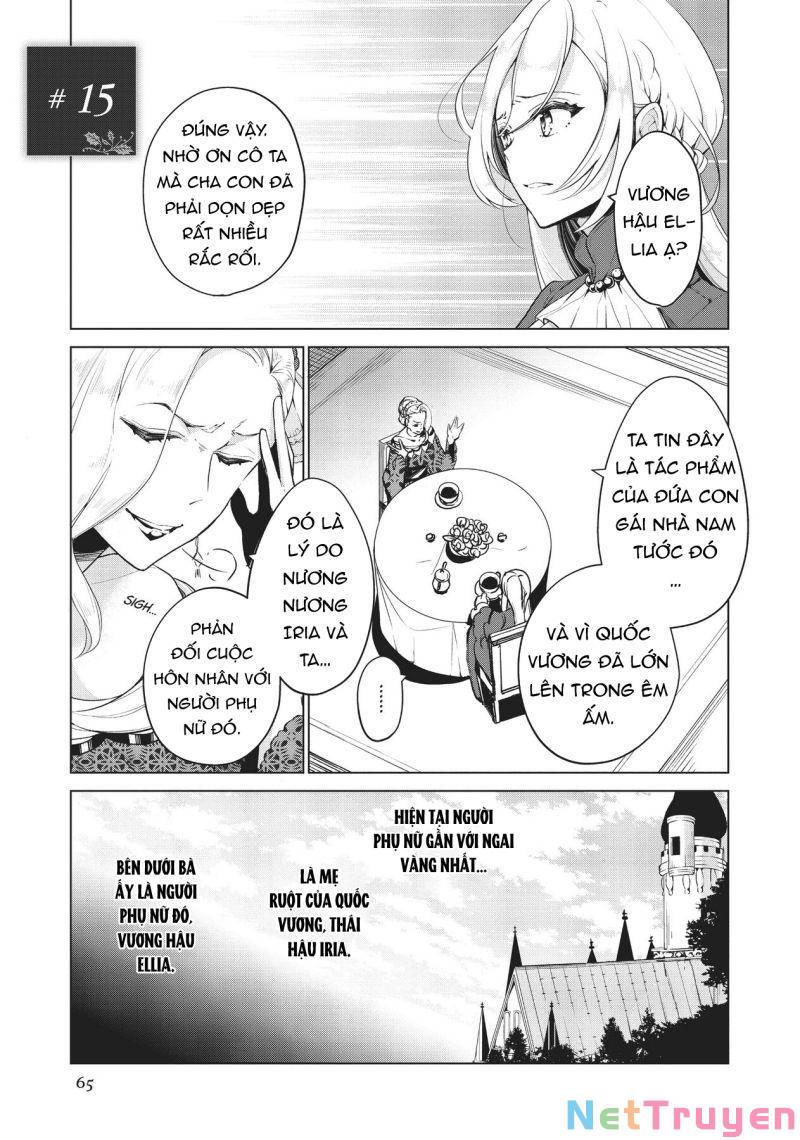 # 15
VƯƠNG
HẬU EL-
LIA Ạ?
ĐÚNG VẬY.
NHỜ ƠN CÔ TA
MÀ CHA CON ĐÃ
PHẢI DỌN DẸP
RẤT NHIỀU
RẮC RỐI.
TA TIN ĐÂY
LÀ TÁC PHẨM
CỦA ĐỨA CON
GÁI NHÀ NAM
TƯỚC ĐÓ
...
VÀ VÌ QUỐC
VƯƠNG ĐÃ LỚN
LÊN TRONG ÊM
ẤM.
......
ĐÓ LÀ
LÝ DO
NƯƠNG
NƯƠNG
IRIA VÀ
TA...
PHẢN
ĐỐI CUỘC
HÔN NHÂN VỚI
NGƯỜI PHỤ
NỮ ĐÓ.
SIGH...
HIỆN TẠI NGƯỜI
PHỤ NỮ GẦN VỚI NGAI
VÀNG NHẤT...
LÀ MẸ
RUỘT CỦA QUỐC
VƯƠNG, THÁI
HẬU IRIA.
BÊN DƯỚI BÀ
ẤY LÀ NGƯỜI
PHỤ NỮ ĐÓ,
VƯƠNG HẬU
ELLIA.
65
NetTruyen